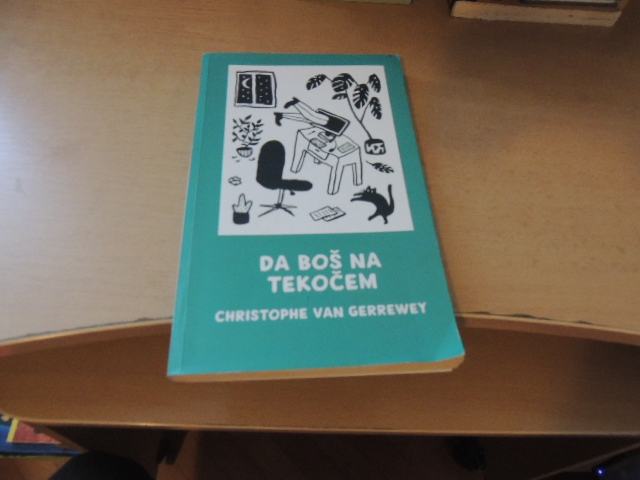 DA BOŠ NA
TEKOČEM
CHRISTOPHE VAN GERREWEY